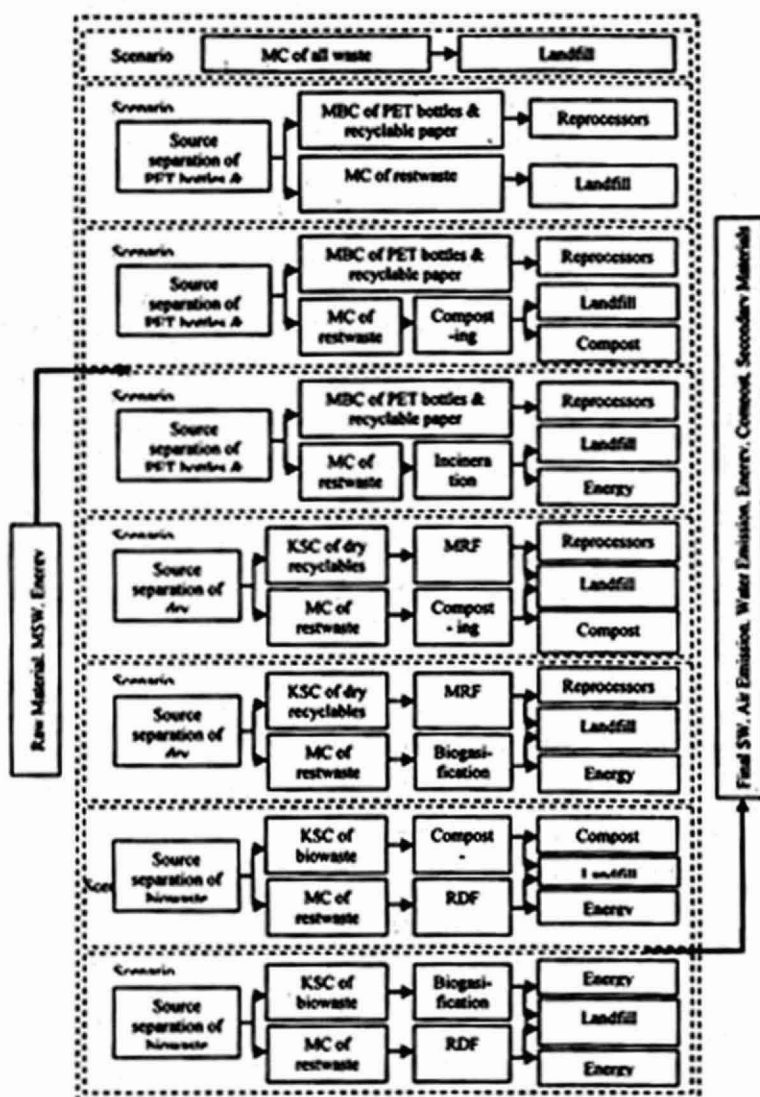 Scenario
MC of all waste
Landfill
Scenario
Source
separation of
PET bottles &
MBC of PET bottles &
recyclable paper
Reprocessors
MC of restwaste
Landfill
Scenario
Source
separation of
PET bottles &
MBC of PET bottles &
recyclable paper
Reprocessors
MC of
restwaste
Compost
-ing
Landfill
Compost
Scenario
Source
separation of
PET bottles &
MBC of PET bottles &
recyclable paper
Reprocessors
MC of
restwaste
Incinera
tion
Landfill
Energy
Scenario
Source
separation of
dry
KSC of dry
recyclables
MRF
Reprocessors
MC of
restwaste
Compost
- ing
Landfill
Compost
Scenario
Source
separation of
dry
KSC of dry
recyclables
MRF
Reprocessors
MC of
restwaste
Biogasi-
fication
Landfill
Energy
Scen
Source
separation of
biowaste
KSC of
biowaste
Compost
-
Compost
MC of
restwaste
RDF
Landfill
Energy
Scenario
Source
separation of
biowaste
KSC of
biowaste
Biogasi-
fication
Energy
MC of
restwaste
RDF
Landfill
Energy
Raw Material, MSW, Energy
Final SW, Air Emission, Water Emission, Energy, Compost, Secondary Materials